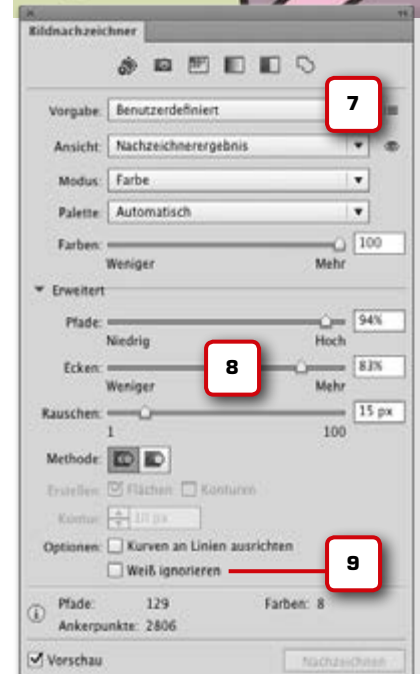 Bildnachzeichner
Vorgabe: Benutzerdefiniert 7
Ansicht: Nachzeichnerergebnis
Modus: Farbe
Palette: Automatisch
Farben: 100
Weniger Mehr
Erweitert
Pfade: 94%
Niedrig Hoch
Ecken: 8 83%
Weniger Mehr
Rauschen: 15 px
1 100
Methode:
Erstellen: Flächen Konturen
Kontur: 10 px
Optionen: Kurven an Linien ausrichten
Weiß ignorieren 9
Pfade: 129 Farben: 8
Ankerpunkte: 2806
Vorschau Nachzeichnen